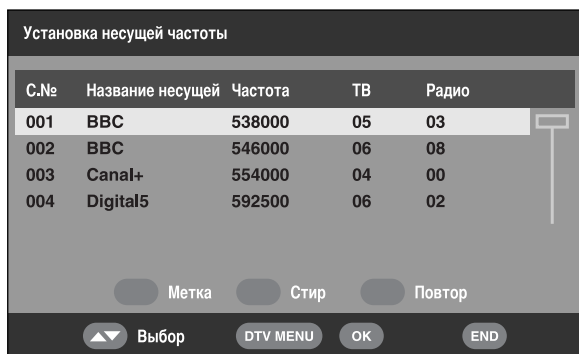 Установка несущей частоты
С.№ Название несущей Частота ТВ Радио
001 BBC 538000 05 03
002 BBC 546000 06 08
003 Canal+ 554000 04 00
004 Digital5 592500 06 02
Метка Стир Повтор
Выбор DTV MENU OK END